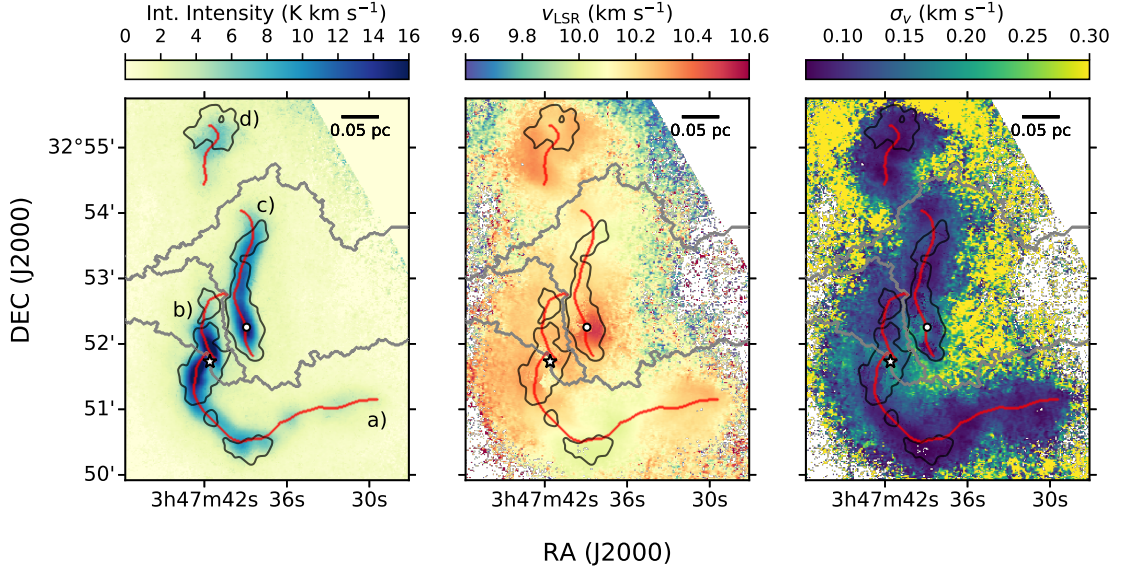 Int. Intensity (K km s⁻¹)
0 2 4 6 8 10 12 14 16
v_LSR (km s⁻¹)
9.6 9.8 10.0 10.2 10.4 10.6
σ_v (km s⁻¹)
0.10 0.15 0.20 0.25 0.30
d)
0.05 pc
0.05 pc
0.05 pc
32°55'
c)
54'
53'
b)
52'
51'
a)
50'
DEC (J2000)
3h47m42s 36s 30s
3h47m42s 36s 30s
3h47m42s 36s 30s
RA (J2000)